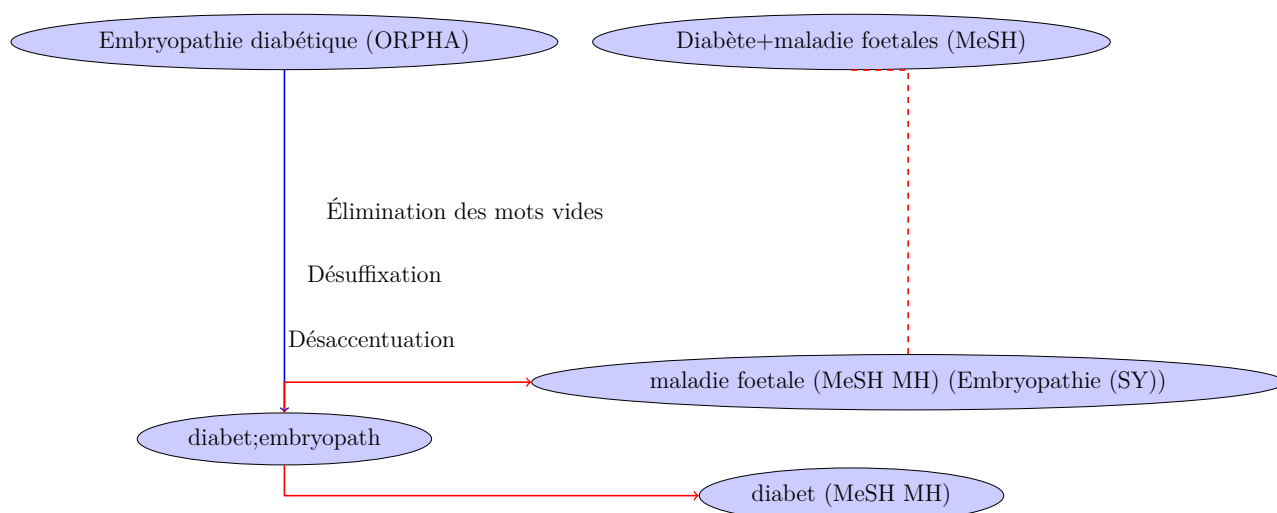 Embryopathie diabétique (ORPHA)
Diabète+maladie foetales (MeSH)
Élimination des mots vides
Désuffixation
Désaccentuation
maladie foetale (MeSH MH) (Embryopathie (SY))
diabet;embryopath
diabet (MeSH MH)